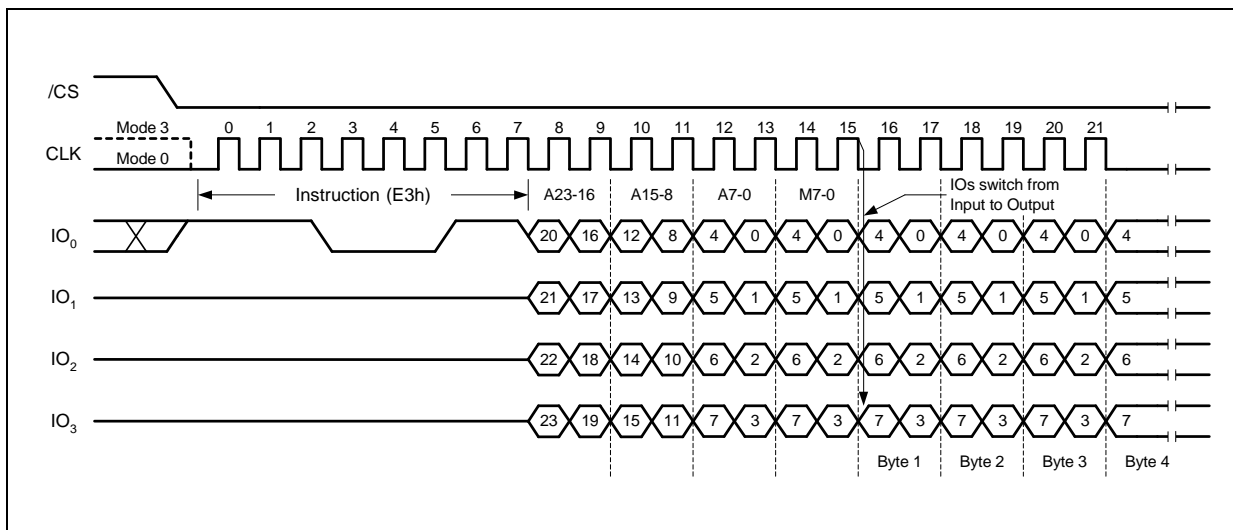 /CS
Mode 3 0 1 2 3 4 5 6 7 8 9 10 11 12 13 14 15 16 17 18 19 20 21
CLK
Mode 0
Instruction (E3h) A23-16 A15-8 A7-0 M7-0
IOs switch from
Input to Output
IO0 20 16 12 8 4 0 4 0 4 0 4 0 4 0 4
IO1 21 17 13 9 5 1 5 1 5 1 5 1 5 1 5
IO2 22 18 14 10 6 2 6 2 6 2 6 2 6 2 6
IO3 23 19 15 11 7 3 7 3 7 3 7 3 7 3 7
Byte 1 Byte 2 Byte 3 Byte 4